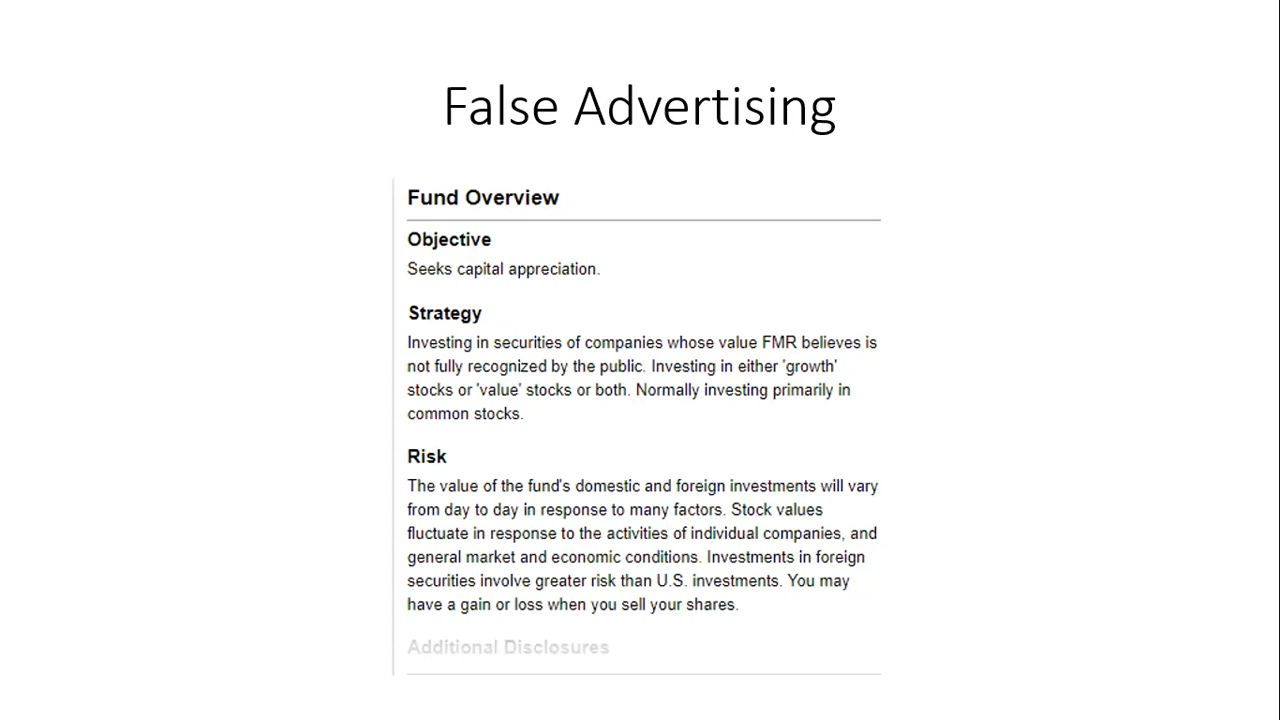 False Advertising
Fund Overview
Objective
Seeks capital appreciation.
Strategy
Investing in securities of companies whose value FMR believes is
not fully recognized by the public. Investing in either 'growth'
stocks or 'value' stocks or both. Normally investing primarily in
common stocks.
Risk
The value of the fund's domestic and foreign investments will vary
from day to day in response to many factors. Stock values
fluctuate in response to the activities of individual companies, and
general market and economic conditions. Investments in foreign
securities involve greater risk than U.S. investments. You may
have a gain or loss when you sell your shares.
Additional Disclosures